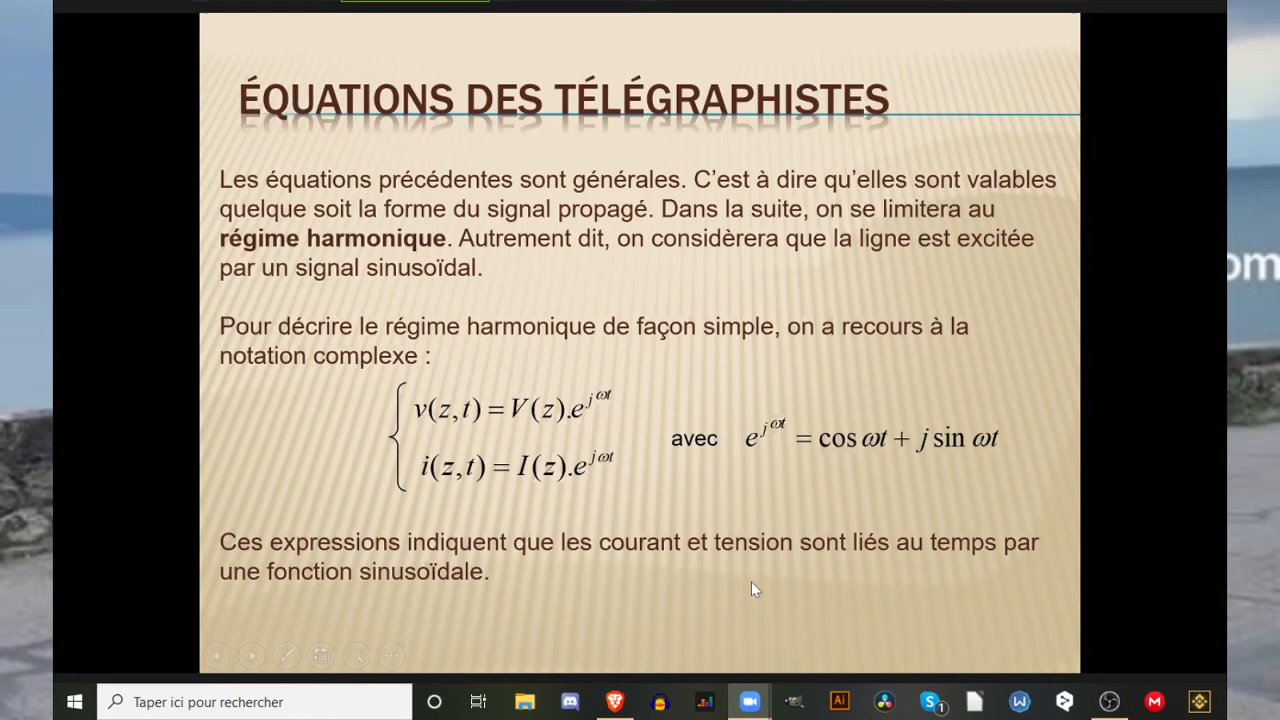 ÉQUATIONS DES TÉLÉGRAPHISTES
Les équations précédentes sont générales. C’est à dire qu’elles sont valables
quelque soit la forme du signal propagé. Dans la suite, on se limitera au
régime harmonique. Autrement dit, on considèrera que la ligne est excitée
par un signal sinusoïdal.
Pour décrire le régime harmonique de façon simple, on a recours à la
notation complexe :
v(z,t) = V(z).e^{jωt}
i(z,t) = I(z).e^{jωt}
avec e^{jωt} = cos ωt + j sin ωt
Ces expressions indiquent que les courant et tension sont liés au temps par
une fonction sinusoïdale.
om
Taper ici pour rechercher
Ai
S
1
W
M